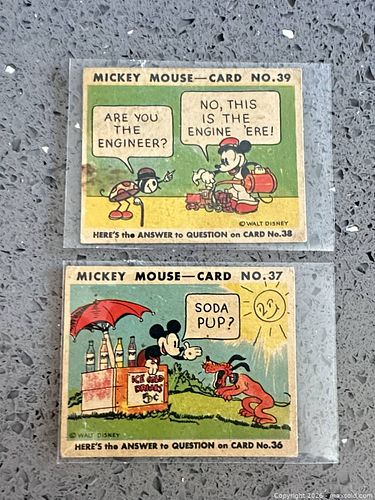 MICKEY MOUSE—CARD NO.39
ARE YOU
THE
ENGINEER?
NO, THIS
IS THE
ENGINE 'ERE!
© WALT DISNEY
HERE'S the ANSWER to QUESTION on CARD No.38
MICKEY MOUSE—CARD NO.37
SODA
PUP?
ICE COLD
DRINKS
5¢
© WALT DISNEY
HERE'S the ANSWER to QUESTION on CARD No.36
Copyright 2026 - maxsold.com